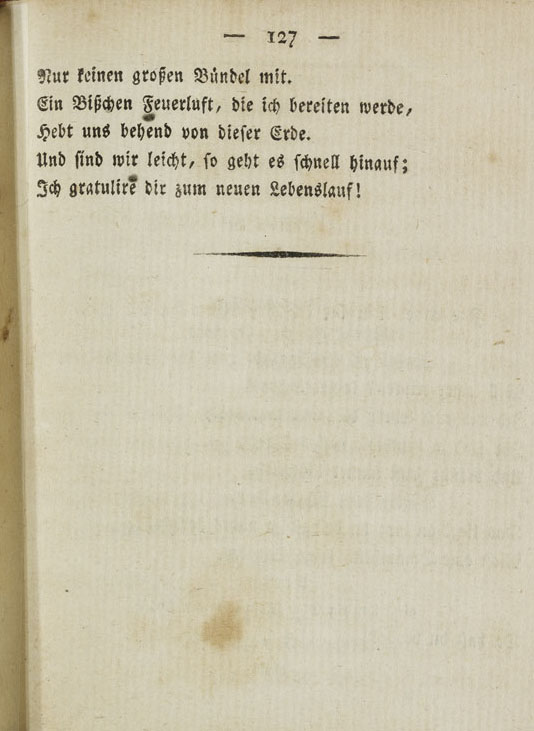 — 127 —
Nur keinen großen Bündel mit.
Ein Bißchen Feuerluft, die ich bereiten werde,
Hebt uns behend von dieser Erde.
Und sind wir leicht, so geht es schnell hinauf;
Ich gratulire dir zum neuen Lebenslauf!